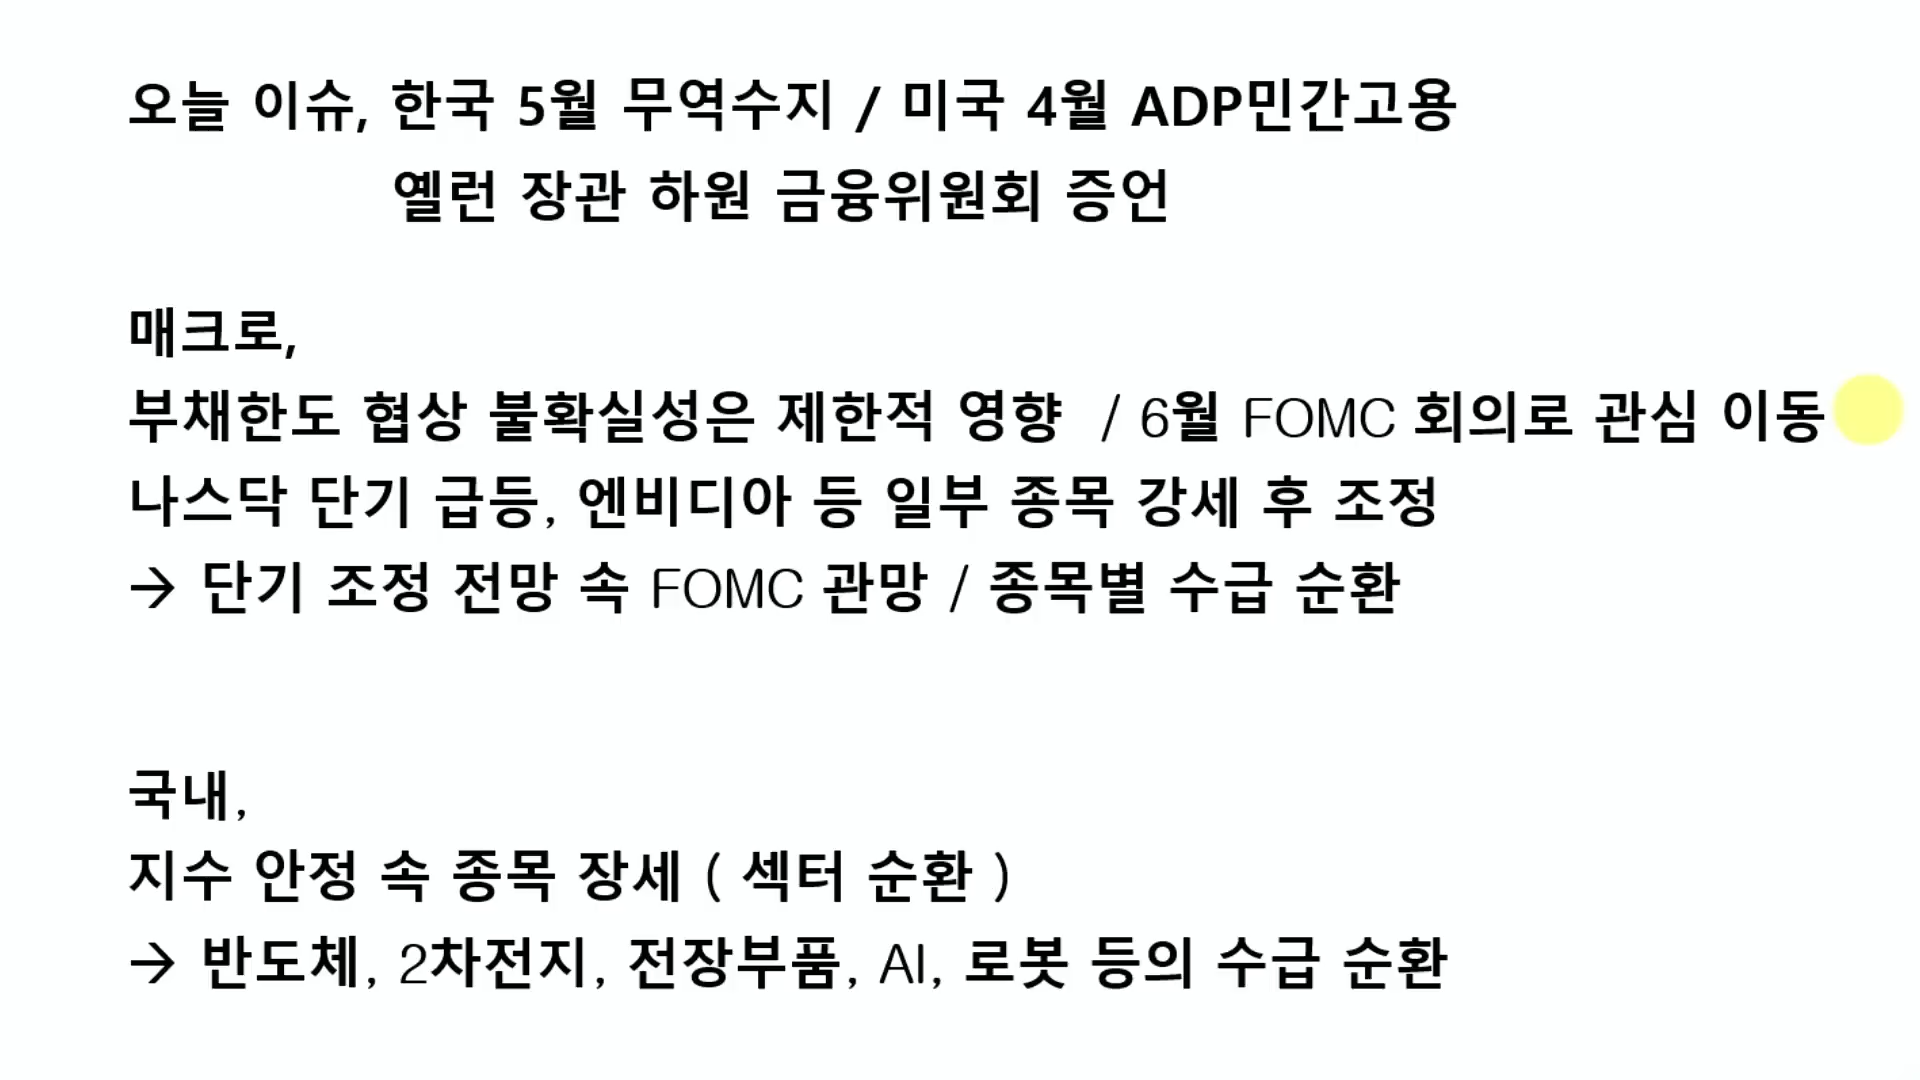 오늘 이슈, 한국 5월 무역수지 / 미국 4월 ADP민간고용
옐런 장관 하원 금융위원회 증언
매크로,
부채한도 협상 불확실성은 제한적 영향 / 6월 FOMC 회의로 관심 이동
나스닥 단기 급등, 엔비디아 등 일부 종목 강세 후 조정
→ 단기 조정 전망 속 FOMC 관망 / 종목별 수급 순환
국내,
지수 안정 속 종목 장세 ( 섹터 순환 )
→ 반도체, 2차전지, 전장부품, AI, 로봇 등의 수급 순환